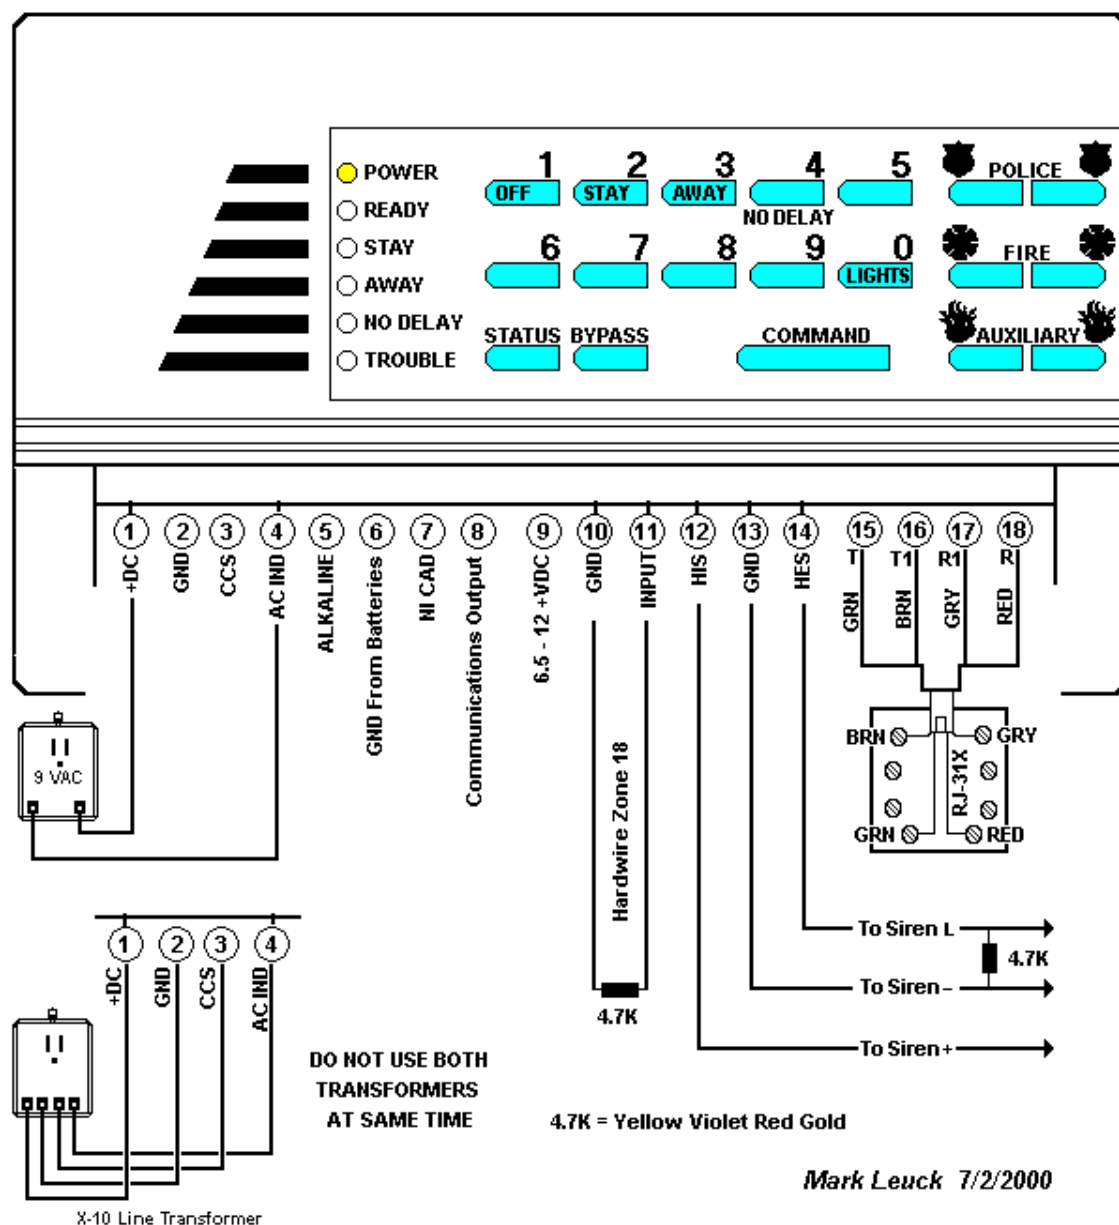 POWER
READY
STAY
AWAY
NO DELAY
TROUBLE
1 2 3 4 5
OFF STAY AWAY
NO DELAY
6 7 8 9 0
LIGHTS
STATUS BYPASS COMMAND
POLICE
FIRE
AUXILIARY
1 2 3 4 5 6 7 8 9 10 11 12 13 14 15 16 17 18
+DC
GND
CCS
AC IND
ALKALINE
GND From Batteries
NI CAD
Communications Output
6.5 - 12 +VDC
GND
INPUT
HIS
GND
HES
T
T1
R1
R
GRN
BRN
GRY
RED
9 VAC
Hardwire Zone 18
4.7K
BRN
GRY
RJ-31X
GRN
RED
To Siren L
4.7K
To Siren –
To Siren +
1 2 3 4
+DC
GND
CCS
AC IND
DO NOT USE BOTH
TRANSFORMERS
AT SAME TIME
4.7K = Yellow Violet Red Gold
Mark Leuck 7/2/2000
X-10 Line Transformer